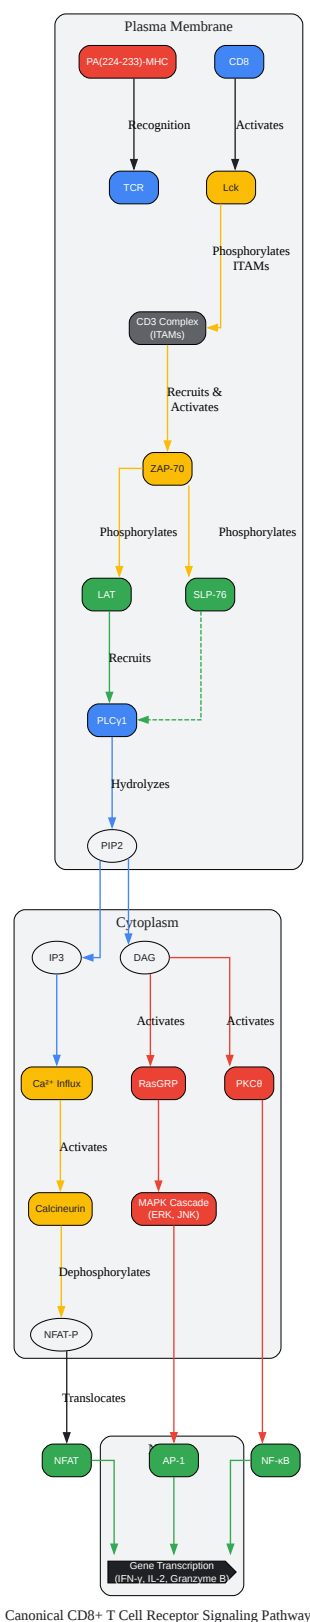 Plasma Membrane
PA(224-233)-MHC
CD8
Recognition
Activates
TCR
Lck
Phosphorylates
ITAMs
CD3 Complex
(ITAMs)
Recruits &
Activates
ZAP-70
Phosphorylates
Phosphorylates
LAT
SLP-76
Recruits
PLCγ1
Hydrolyzes
PIP2
Cytoplasm
IP3
DAG
Activates
Activates
Ca²⁺ Influx
RasGRP
PKCθ
Activates
Calcineurin
MAPK Cascade
(ERK, JNK)
Dephosphorylates
NFAT-P
Translocates
NFAT
AP-1
NF-κB
Gene Transcription
(IFN-γ, IL-2, Granzyme B)
Canonical CD8+ T Cell Receptor Signaling Pathway